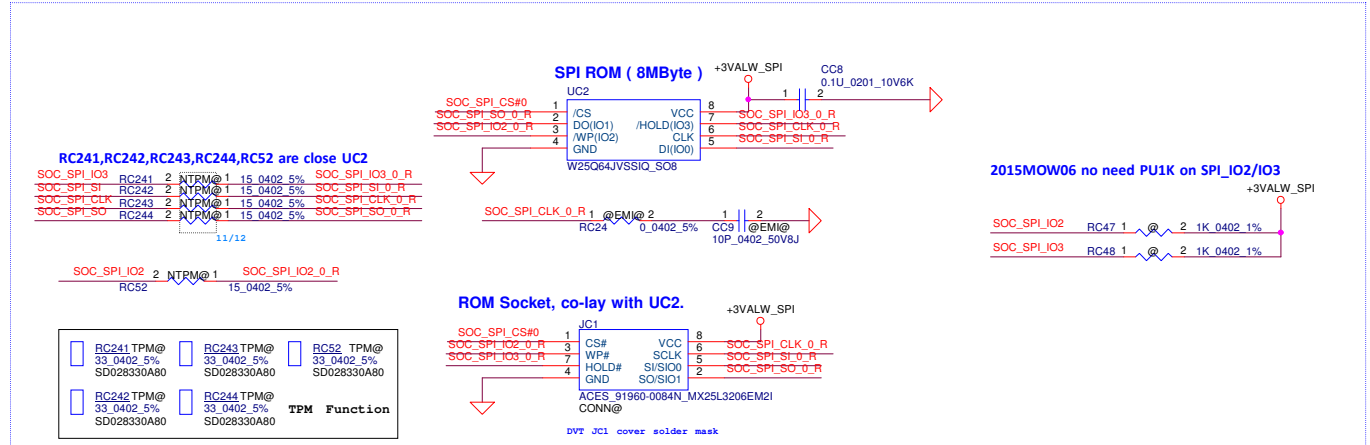 SPI ROM ( 8MByte )
+3VALW_SPI
CC8
0.1U_0201_10V6K
1 2
UC2
SOC_SPI_CS#0 1 /CS VCC 8
SOC_SPI_SO_0_R 2 DO(IO1) /HOLD(IO3) 7 SOC_SPI_IO3_0_R
SOC_SPI_IO2_0_R 3 /WP(IO2) CLK 6 SOC_SPI_CLK_0_R
4 GND DI(IO0) 5 SOC_SPI_SI_0_R
W25Q64JVSSIQ_SO8
RC241,RC242,RC243,RC244,RC52 are close UC2
SOC_SPI_IO3 RC241 2 NTPM@ 1 15_0402_5% SOC_SPI_IO3_0_R
SOC_SPI_SI RC242 2 NTPM@ 1 15_0402_5% SOC_SPI_SI_0_R
SOC_SPI_CLK RC243 2 NTPM@ 1 15_0402_5% SOC_SPI_CLK_0_R
SOC_SPI_SO RC244 2 NTPM@ 1 15_0402_5% SOC_SPI_SO_0_R
11/12
SOC_SPI_IO2 2 NTPM@ 1 SOC_SPI_IO2_0_R
RC52 15_0402_5%
SOC_SPI_CLK_0_R 1 @EMI@ 2 1 2
RC24 0_0402_5% CC9 @EMI@
10P_0402_50V8J
2015MOW06 no need PU1K on SPI_IO2/IO3
+3VALW_SPI
SOC_SPI_IO2 RC47 1 @ 2 1K_0402_1%
SOC_SPI_IO3 RC48 1 @ 2 1K_0402_1%
ROM Socket, co-lay with UC2.
+3VALW_SPI
JC1
SOC_SPI_CS#0 1 CS# VCC 8
SOC_SPI_IO2_0_R 3 WP# SCLK 6 SOC_SPI_CLK_0_R
SOC_SPI_IO3_0_R 7 HOLD# SI/SIO0 5 SOC_SPI_SI_0_R
4 GND SO/SIO1 2 SOC_SPI_SO_0_R
ACES_91960-0084N_MX25L3206EM2I
CONN@
DVT JC1 cover solder mask
RC241 TPM@ RC243 TPM@ RC52 TPM@
33_0402_5% 33_0402_5% 33_0402_5%
SD028330A80 SD028330A80 SD028330A80
RC242 TPM@ RC244 TPM@
33_0402_5% 33_0402_5% TPM Function
SD028330A80 SD028330A80